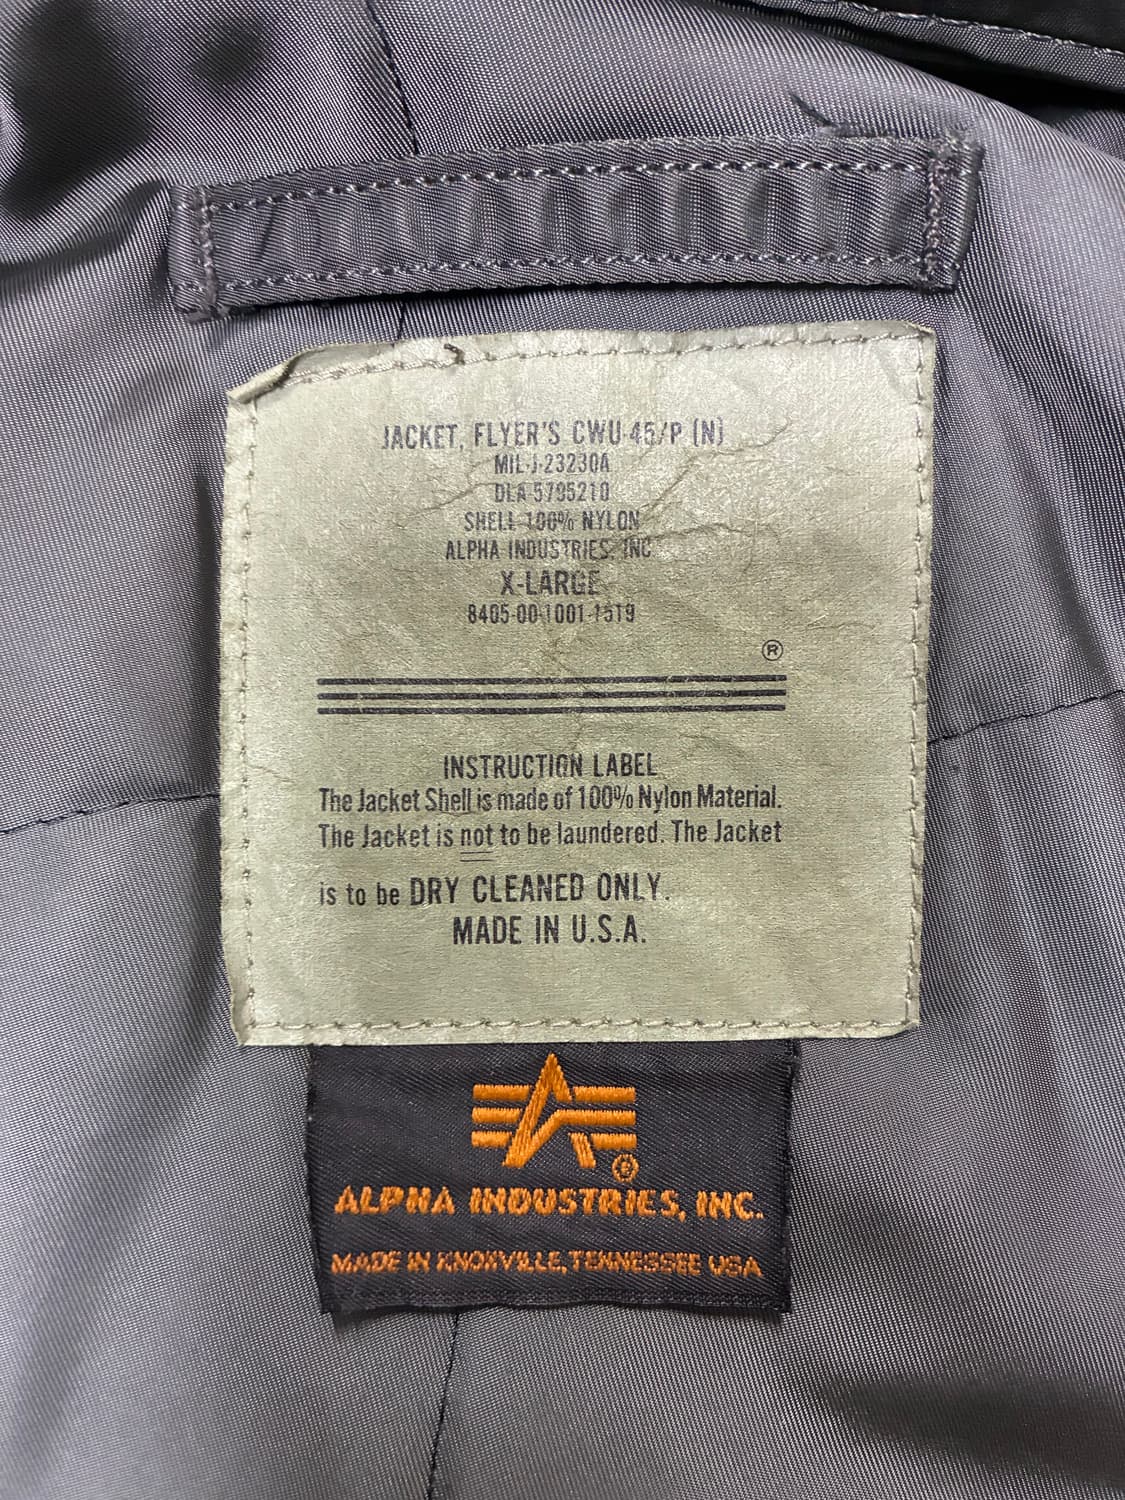 JACKET, FLYER'S CWU-45/P (N)
MIL-J-23230A
DLA-5795210
SHELL-100% NYLON
ALPHA INDUSTRIES, INC
X-LARGE
8405-00-1001-1519
®
INSTRUCTION LABEL
The Jacket Shell is made of 100% Nylon Material.
The Jacket is not to be laundered. The Jacket
is to be DRY CLEANED ONLY.
MADE IN U.S.A.
®
ALPHA INDUSTRIES, INC.
MADE IN KNOXVILLE, TENNESSEE USA